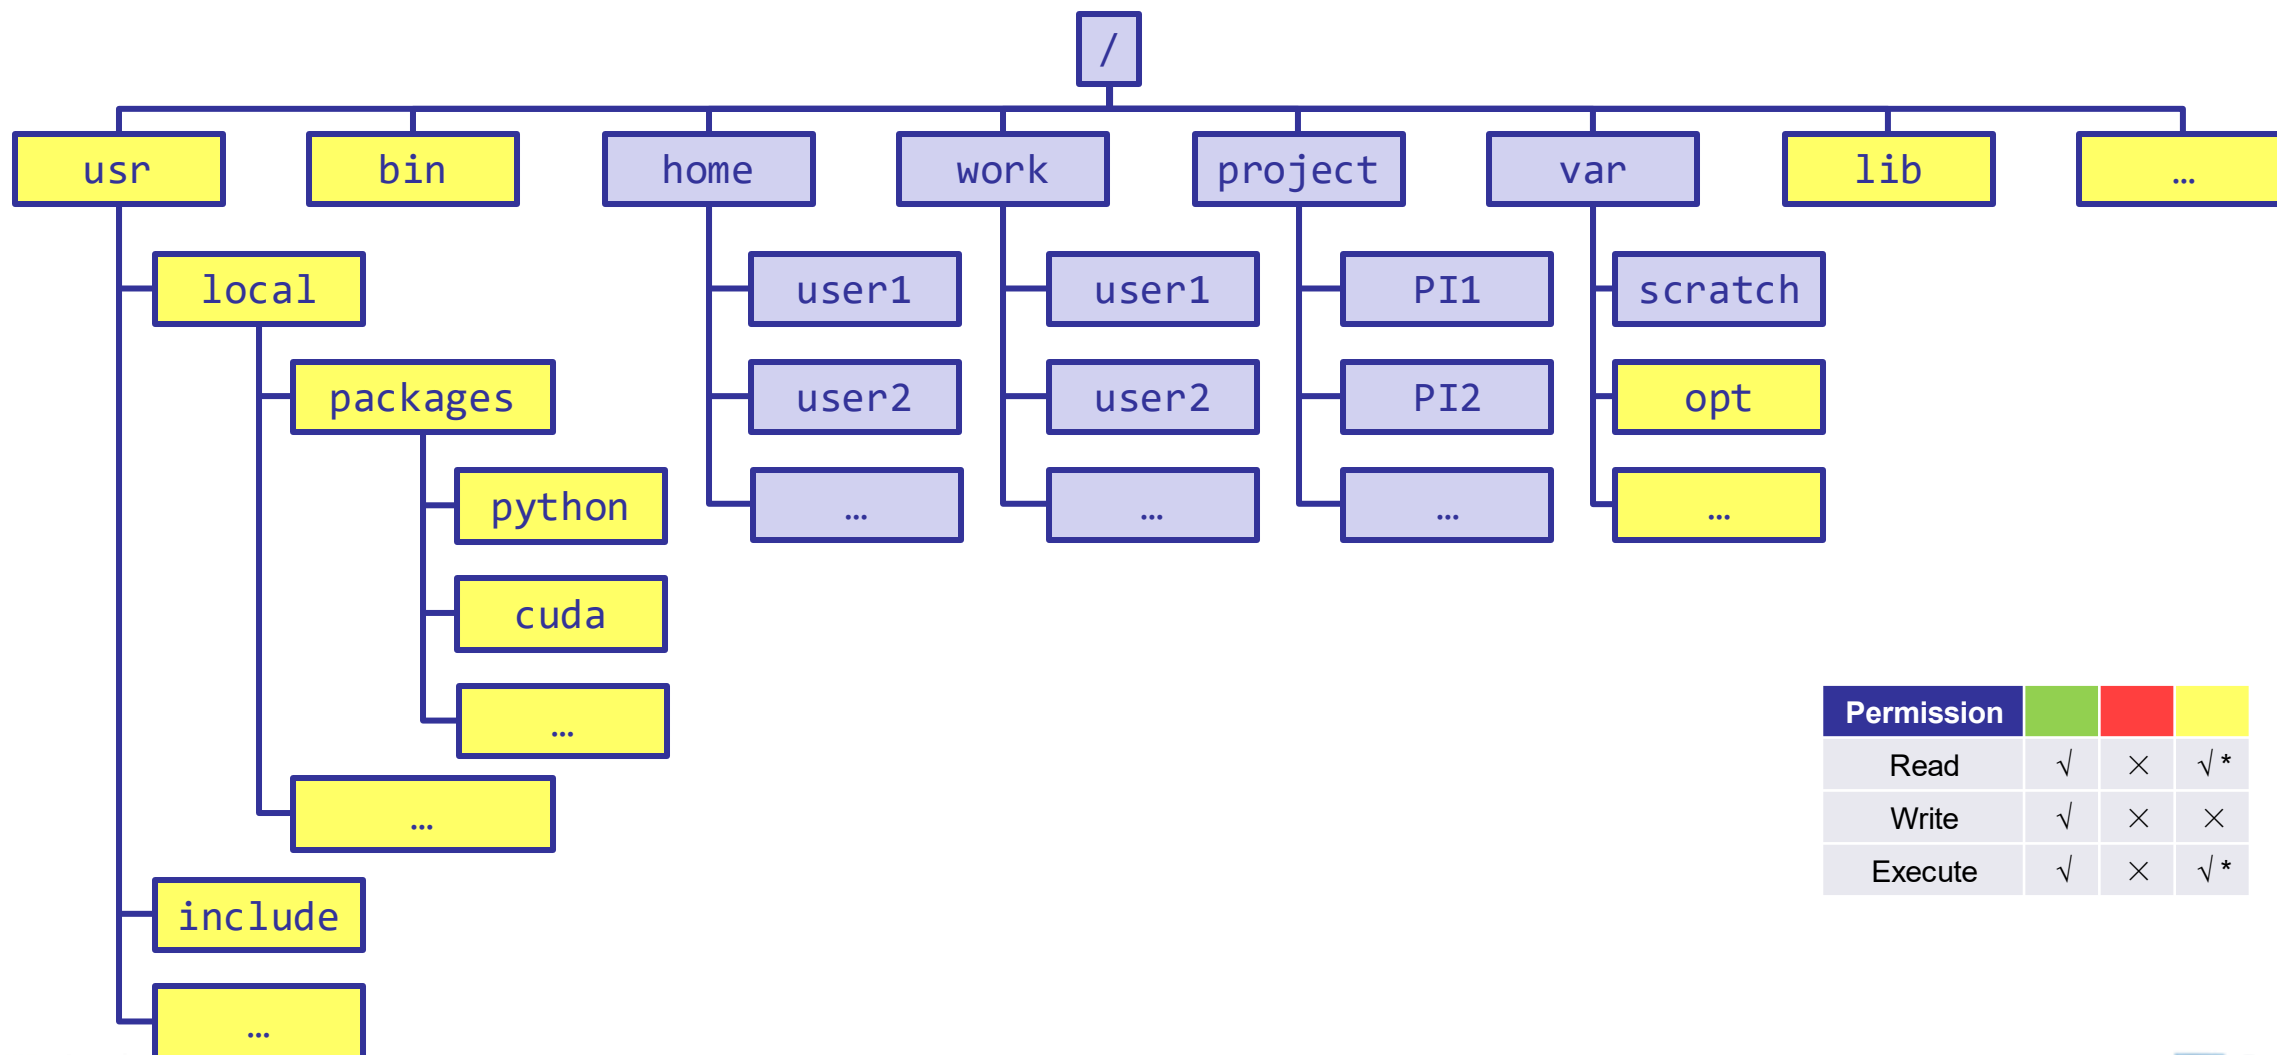 /
usr bin home work project var lib …
local user1 user1 PI1 scratch
packages user2 user2 PI2 opt
python … … … …
cuda
…
…
include
…
Permission
Read √ × √ *
Write √ × ×
Execute √ × √ *